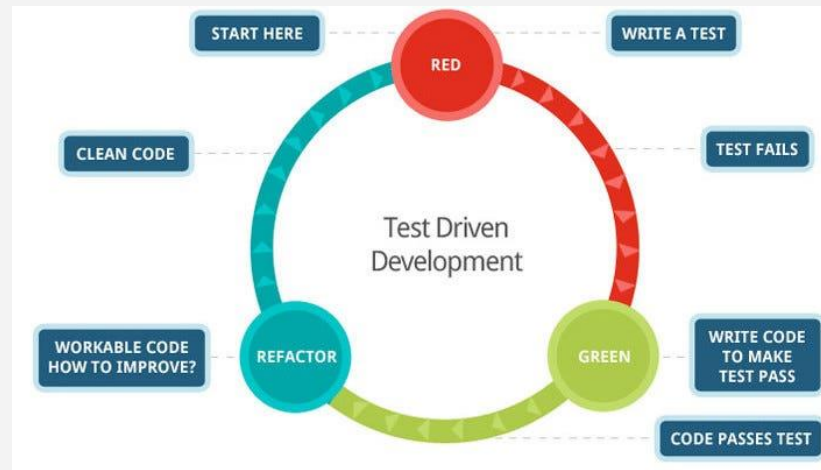 START HERE
RED
WRITE A TEST
CLEAN CODE
TEST FAILS
Test Driven
Development
WORKABLE CODE
HOW TO IMPROVE?
REFACTOR
GREEN
WRITE CODE
TO MAKE
TEST PASS
CODE PASSES TEST